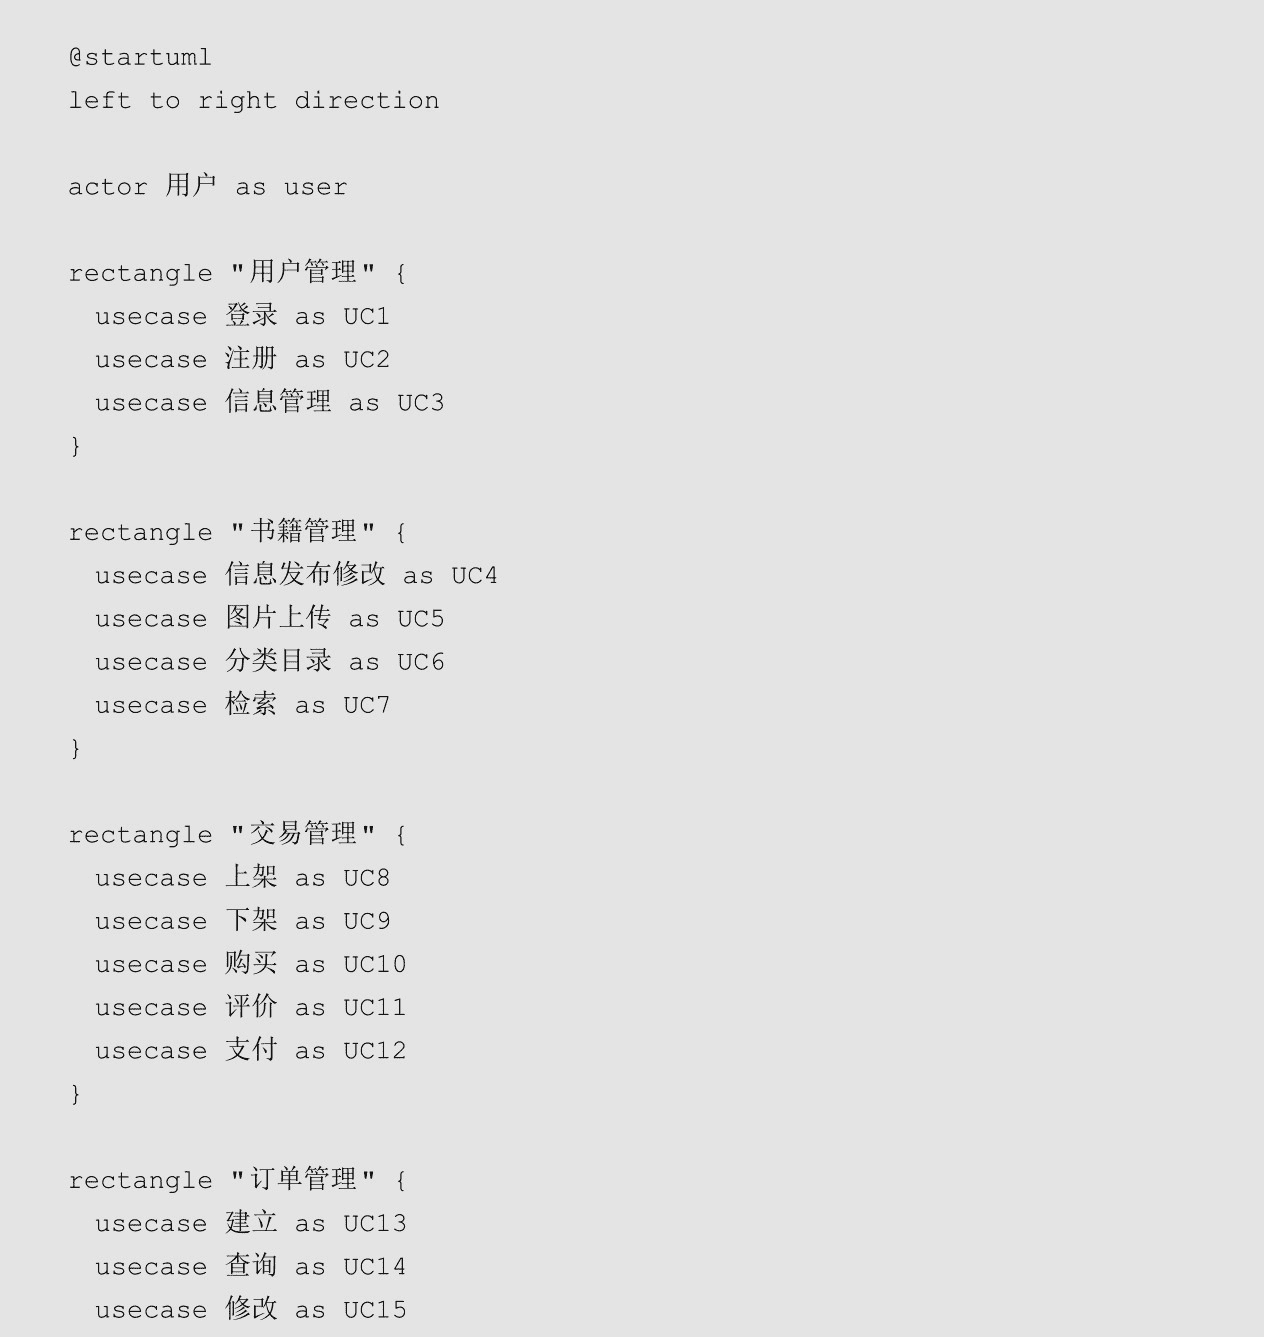 @startuml
left to right direction
actor 用户 as user
rectangle "用户管理" {
usecase 登录 as UC1
usecase 注册 as UC2
usecase 信息管理 as UC3
}
rectangle "书籍管理" {
usecase 信息发布修改 as UC4
usecase 图片上传 as UC5
usecase 分类目录 as UC6
usecase 检索 as UC7
}
rectangle "交易管理" {
usecase 上架 as UC8
usecase 下架 as UC9
usecase 购买 as UC10
usecase 评价 as UC11
usecase 支付 as UC12
}
rectangle "订单管理" {
usecase 建立 as UC13
usecase 查询 as UC14
usecase 修改 as UC15